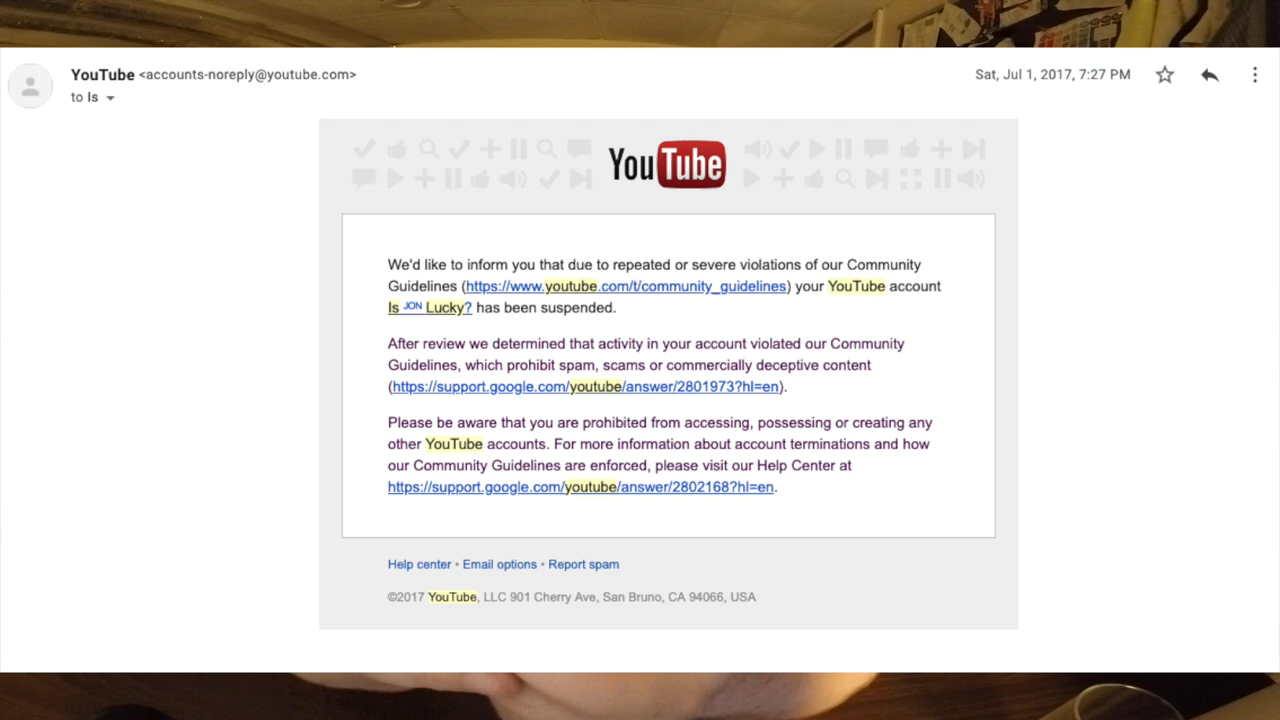 YouTube <accounts-noreply@youtube.com>
Sat, Jul 1, 2017, 7:27 PM
to Is
YouTube
We'd like to inform you that due to repeated or severe violations of our Community
Guidelines (https://www.youtube.com/t/community_guidelines) your YouTube account
Is ᴶᴼᴺ Lucky? has been suspended.
After review we determined that activity in your account violated our Community
Guidelines, which prohibit spam, scams or commercially deceptive content
(https://support.google.com/youtube/answer/2801973?hl=en).
Please be aware that you are prohibited from accessing, possessing or creating any
other YouTube accounts. For more information about account terminations and how
our Community Guidelines are enforced, please visit our Help Center at
https://support.google.com/youtube/answer/2802168?hl=en.
Help center • Email options • Report spam
©2017 YouTube, LLC 901 Cherry Ave, San Bruno, CA 94066, USA